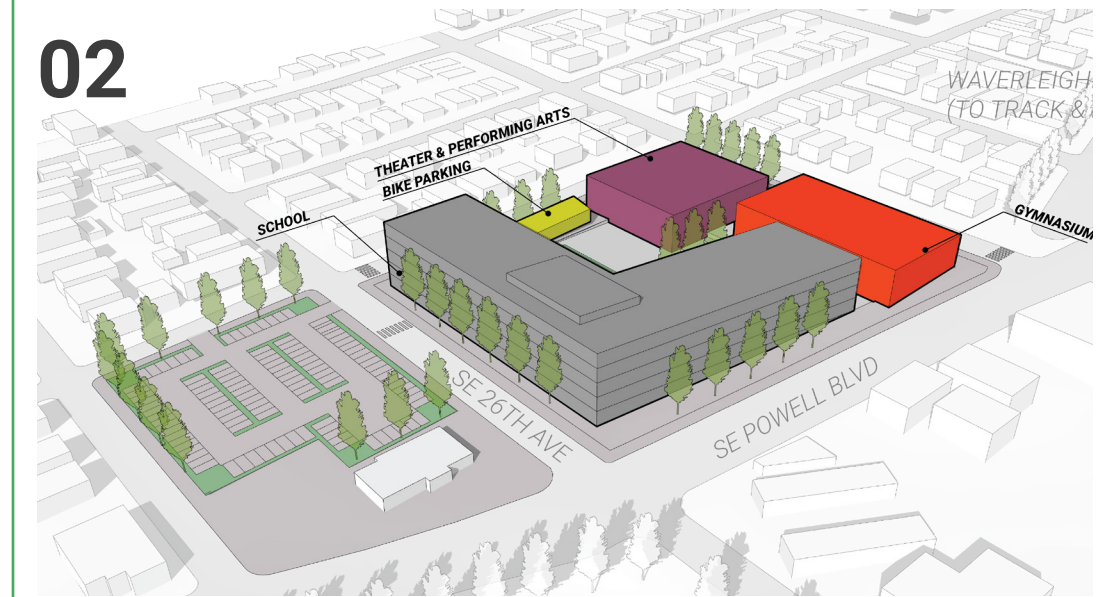 02
WAVERLEIGH
(TO TRACK &
THEATER & PERFORMING ARTS
BIKE PARKING
SCHOOL
GYMNASIUM
SE 26TH AVE
SE POWELL BLVD